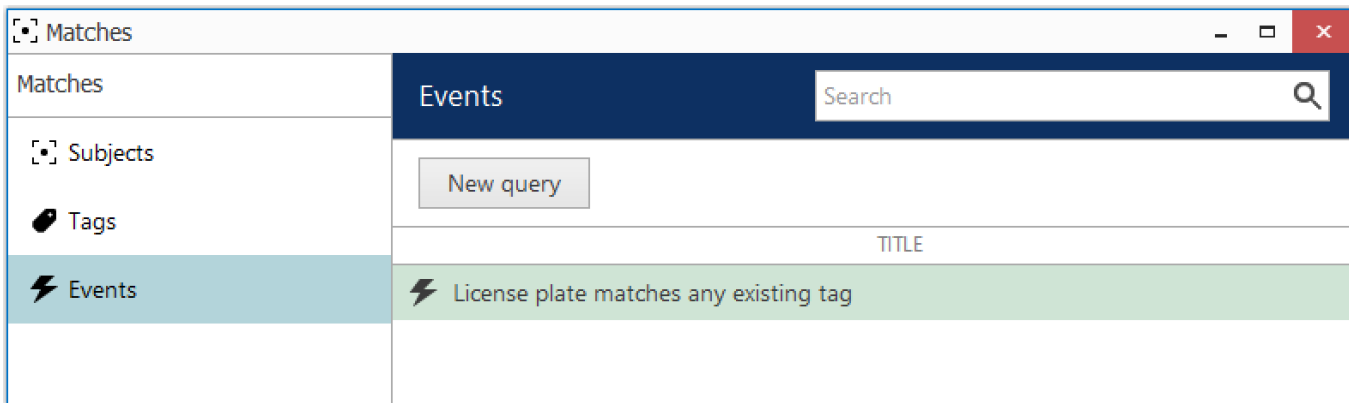 Matches
Matches
Events
Search
Subjects
New query
Tags
TITLE
Events
License plate matches any existing tag